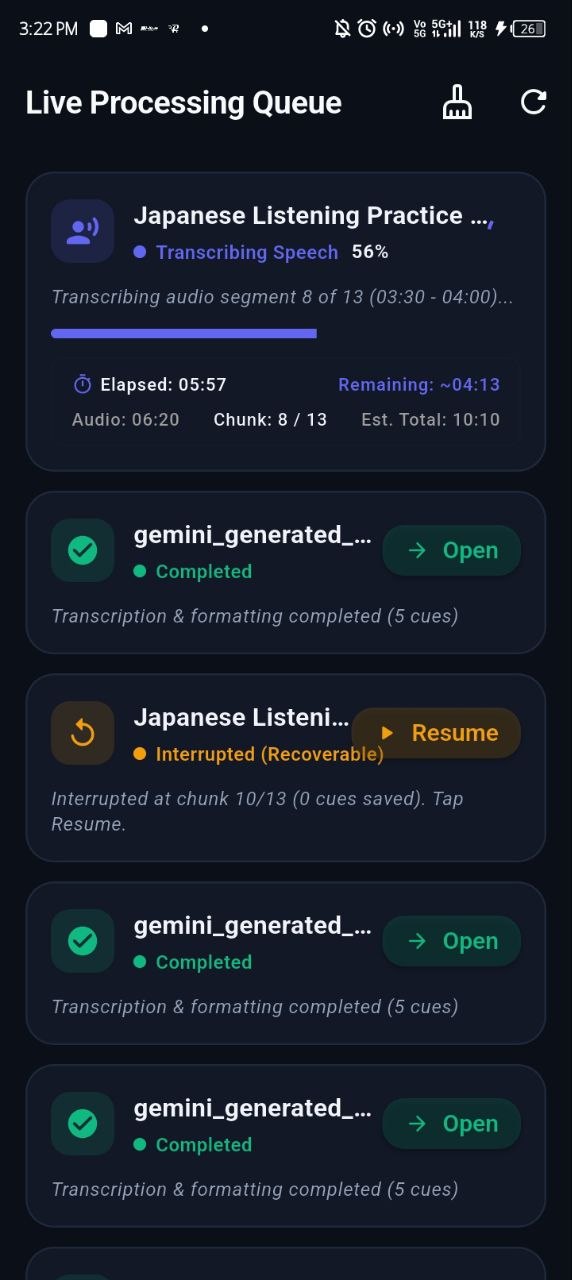 3:22 PM
Vo 5G 5G+ 118 K/S 26
Live Processing Queue
Japanese Listening Practice ...
Transcribing Speech 56%
Transcribing audio segment 8 of 13 (03:30 - 04:00)...
Elapsed: 05:57 Remaining: ~04:13
Audio: 06:20 Chunk: 8 / 13 Est. Total: 10:10
gemini_generated_...
Completed
Open
Transcription & formatting completed (5 cues)
Japanese Listeni...
Interrupted (Recoverable)
Resume
Interrupted at chunk 10/13 (0 cues saved). Tap
Resume.
gemini_generated_...
Completed
Open
Transcription & formatting completed (5 cues)
gemini_generated_...
Completed
Open
Transcription & formatting completed (5 cues)